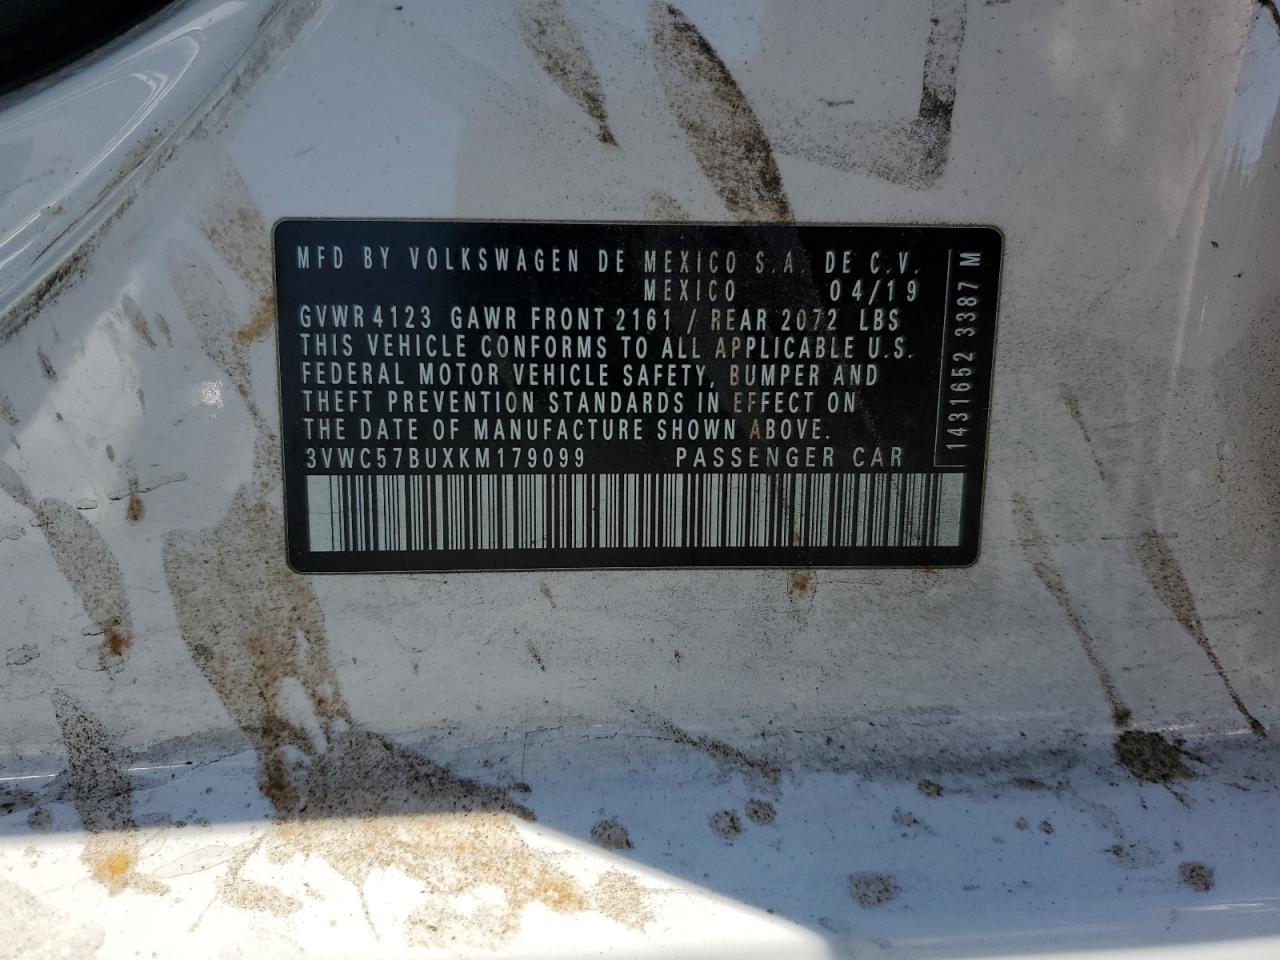 MFD BY VOLKSWAGEN DE MEXICO S.A. DE C.V.
MEXICO 04/19
GVWR 4123 GAWR FRONT 2161 / REAR 2072 LBS
THIS VEHICLE CONFORMS TO ALL APPLICABLE U.S.
FEDERAL MOTOR VEHICLE SAFETY, BUMPER AND
THEFT PREVENTION STANDARDS IN EFFECT ON
THE DATE OF MANUFACTURE SHOWN ABOVE.
3VWC57BUXKM179099 PASSENGER CAR
1431652 3387 M